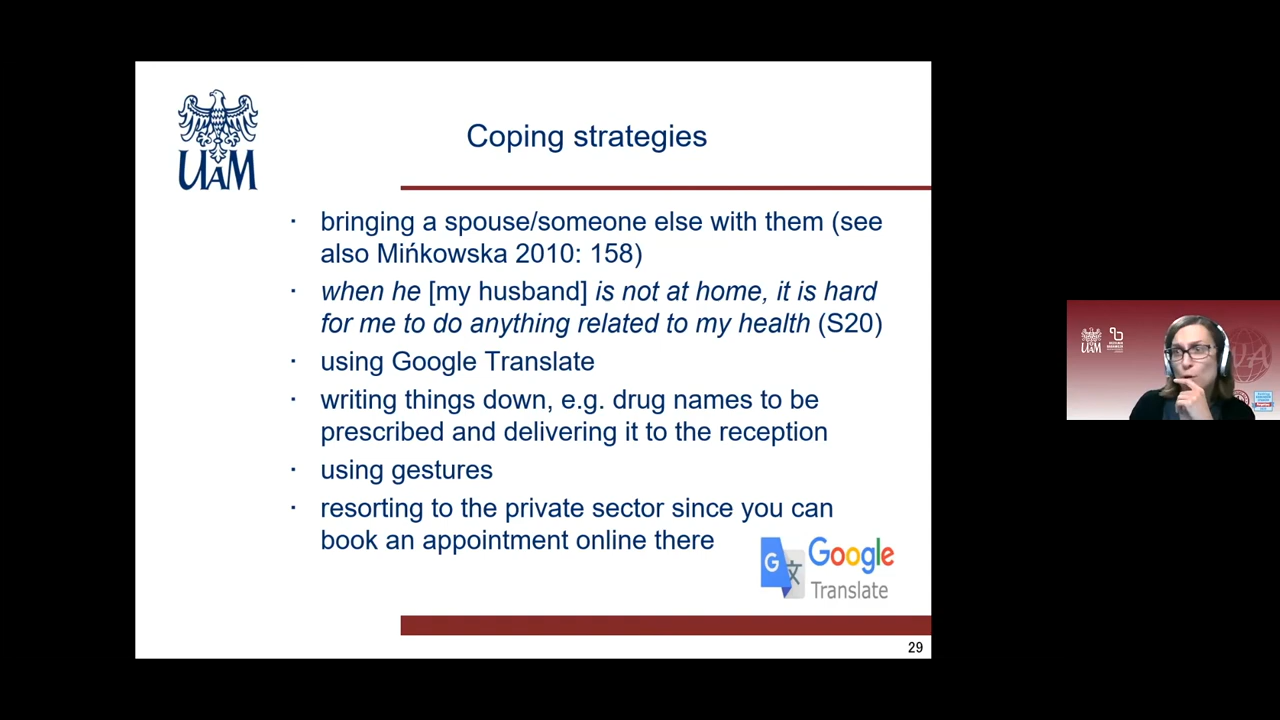 UAM
Coping strategies
· bringing a spouse/someone else with them (see
also Mińkowska 2010: 158)
· when he [my husband] is not at home, it is hard
for me to do anything related to my health (S20)
· using Google Translate
· writing things down, e.g. drug names to be
prescribed and delivering it to the reception
· using gestures
· resorting to the private sector since you can
book an appointment online there
G 文
Google
Translate
29
UAM